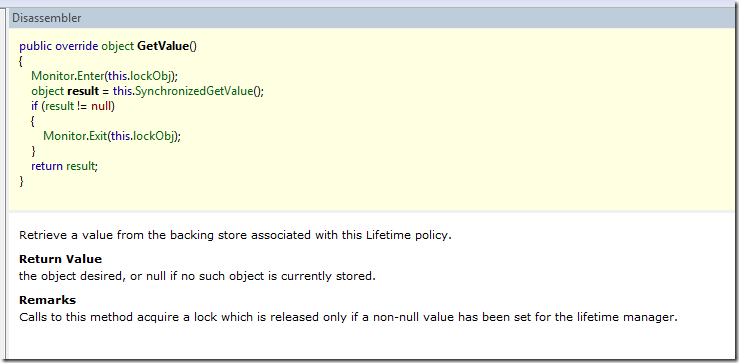 Disassembler
public override object GetValue()
{
    Monitor.Enter(this.lockObj);
    object result = this.SynchronizedGetValue();
    if (result != null)
    {
        Monitor.Exit(this.lockObj);
    }
    return result;
}
Retrieve a value from the backing store associated with this Lifetime policy.
Return Value
the object desired, or null if no such object is currently stored.
Remarks
Calls to this method acquire a lock which is released only if a non-null value has been set for the lifetime manager.